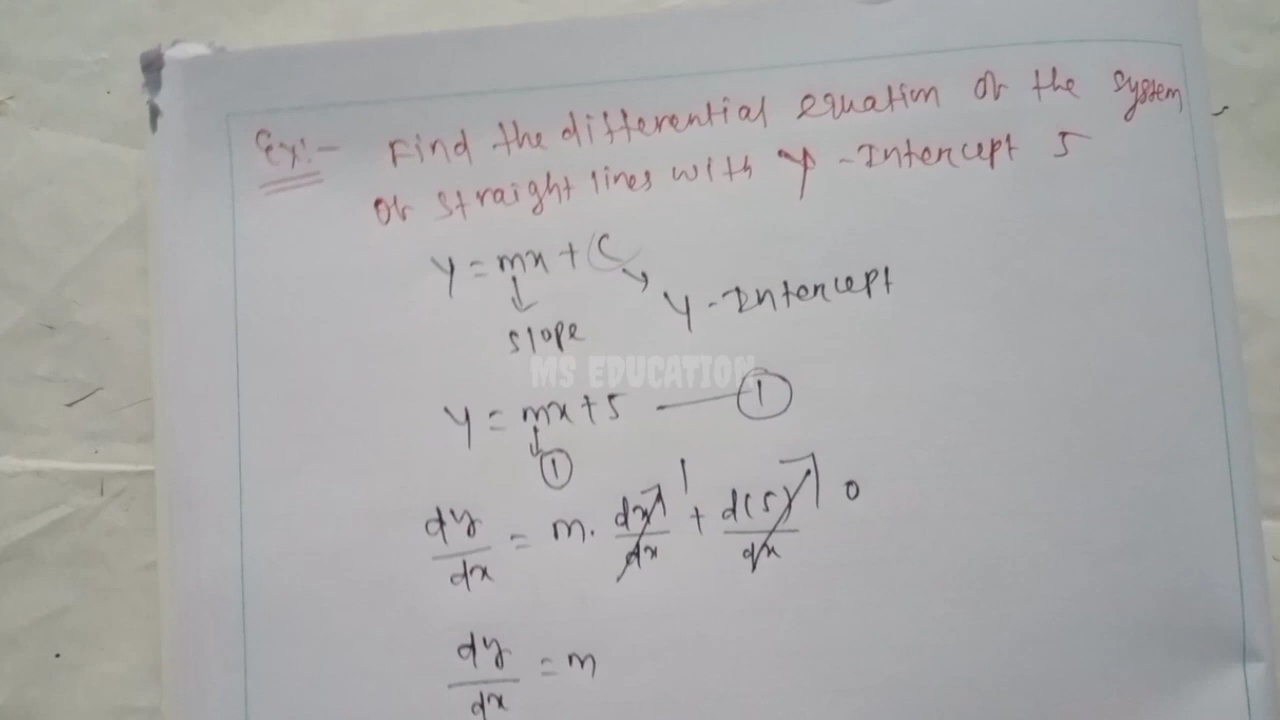 Ex:- Find the differential equation of the system
of straight lines with y-Intercept 5
y = mx + c
slope
y-Intercept
MS EDUCATION
y = mx + 5 — ①
①
dy/dx = m. dx/dx 1 + d(5)/dx 0
dy/dx = m